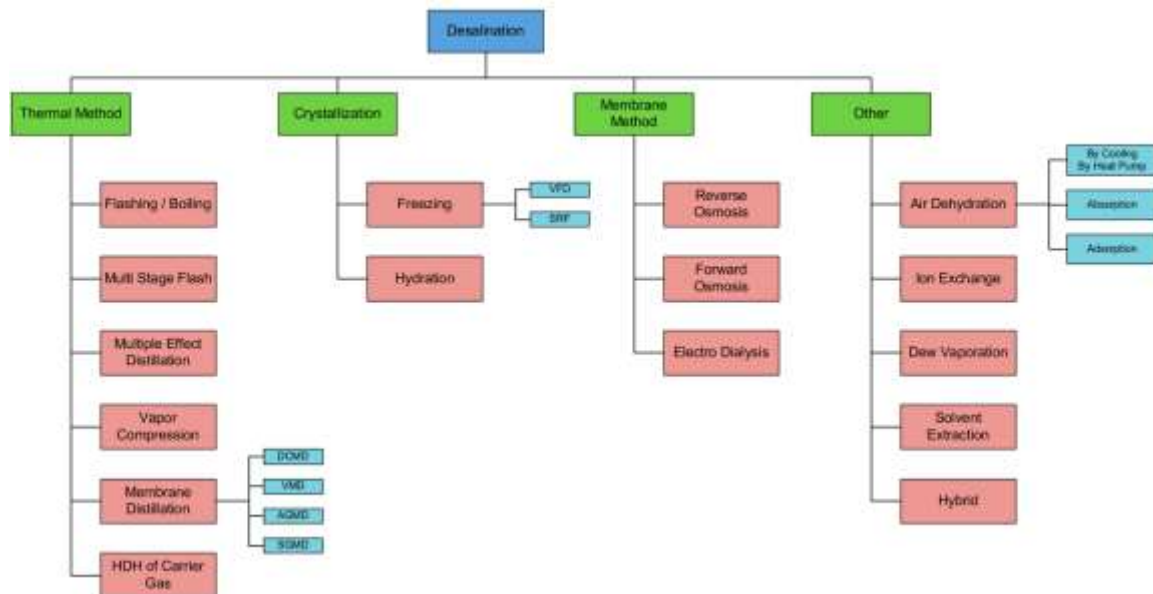 Desalination
Thermal Method
Crystallization
Membrane
Method
Other
Flashing / Boiling
Multi Stage Flash
Multiple Effect
Distillation
Vapor
Compression
Membrane
Distillation
DCMD
VMD
AGMD
SGMD
HDH of Carrier
Gas
Freezing
VFD
SRF
Hydration
Reverse
Osmosis
Forward
Osmosis
Electro Dialysis
Air Dehydration
By Cooling
By Heat Pump
Absorption
Adsorption
Ion Exchange
Dew Vaporation
Solvent
Extraction
Hybrid